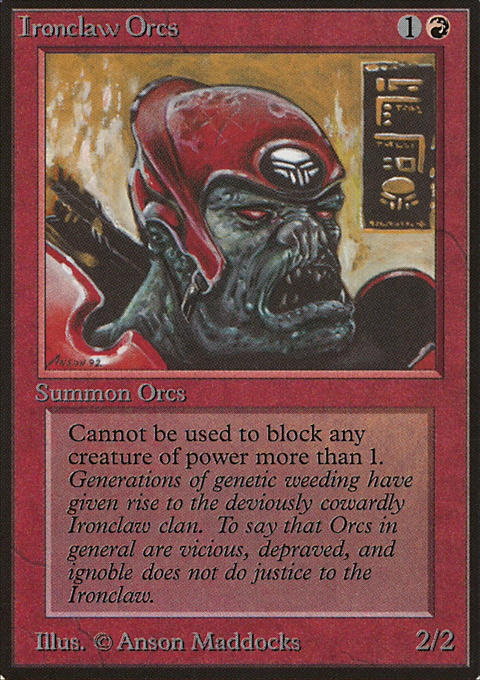 Ironclaw Orcs 1
ANSON 92
Summon Orcs
Cannot be used to block any
creature of power more than 1.
Generations of genetic weeding have
given rise to the deviously cowardly
Ironclaw clan. To say that Orcs in
general are vicious, depraved, and
ignoble does not do justice to the
Ironclaw.
Illus. © Anson Maddocks 2/2